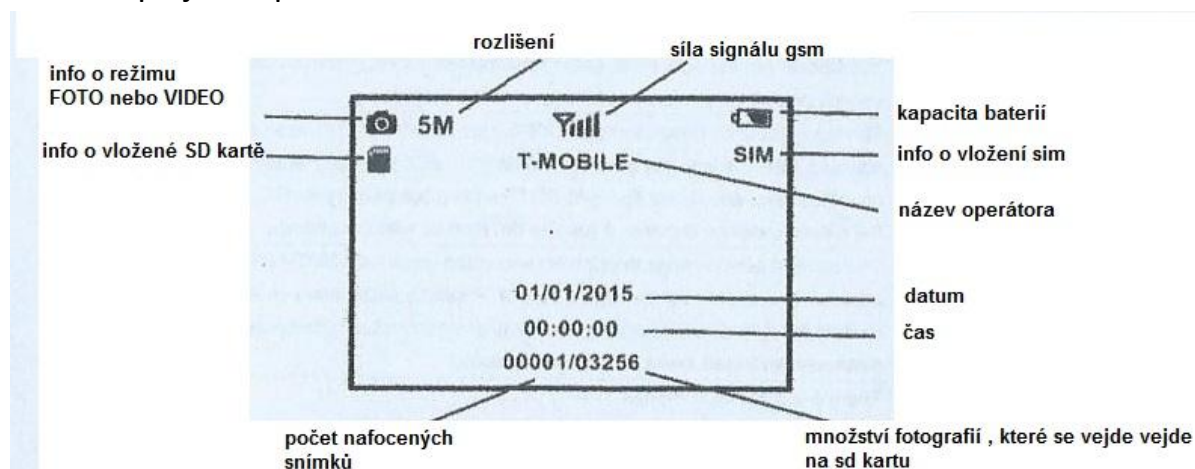 rozlišení
síla signálu gsm
info o režimu
FOTO nebo VIDEO
kapacita baterií
5M
info o vložené SD kartě
T-MOBILE
SIM
info o vložení sim
název operátora
01/01/2015
datum
00:00:00
čas
00001/03256
počet nafocených
snímků
množství fotografií , které se vejde vejde
na sd kartu